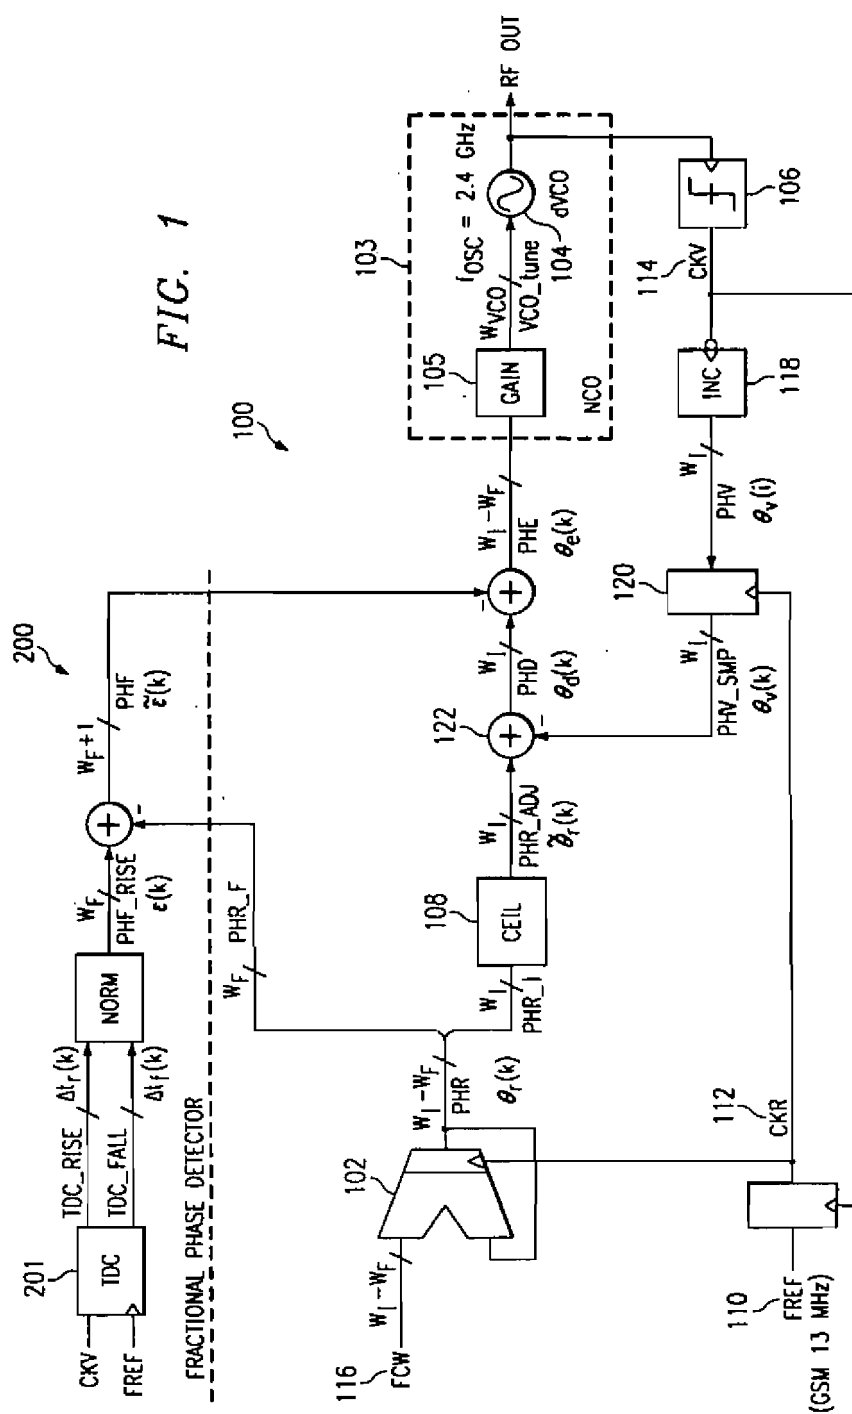 FIG. 1
200
201
TDC
CKV
FREF
TDC_RISE
Δtr(k)
TDC_FALL
Δtf(k)
NORM
WF
PHF_RISE
ε(k)
WF+1
PHF
ε̃(k)
FRACTIONAL PHASE DETECTOR
100
116
FCW
WI-WF
102
WI-WF
PHR
θr(k)
WF
PHR_F
WI
PHR_I
108
CEIL
WI
PHR_ADJ
θ̃r(k)
122
WI
PHD
θd(k)
WI-WF
PHE
θe(k)
103
105
GAIN
NCO
WVCO
VCO_tune
fOSC = 2.4 GHz
104
dVCO
RF OUT
106
114
CKV
INC
118
WI
PHV
θv(i)
120
WI
PHV_SMP
θv(k)
112
CKR
110
FREF
(GSM 13 MHz)
-
-
-
+
+
+